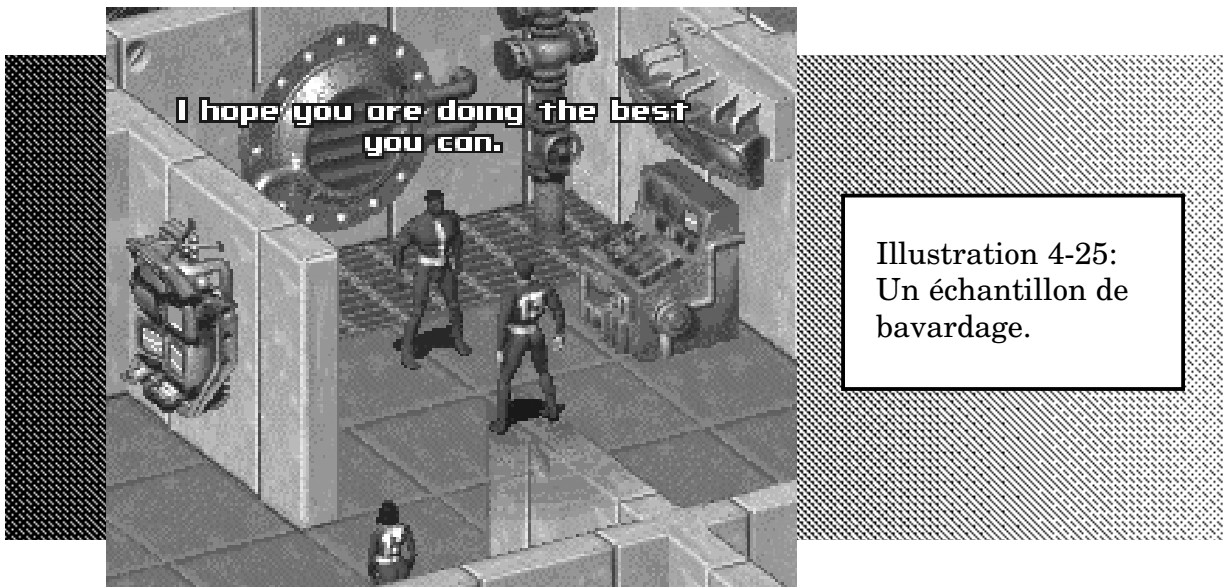 I hope you are doing the best
you can.
Illustration 4-25:
Un échantillon de
bavardage.